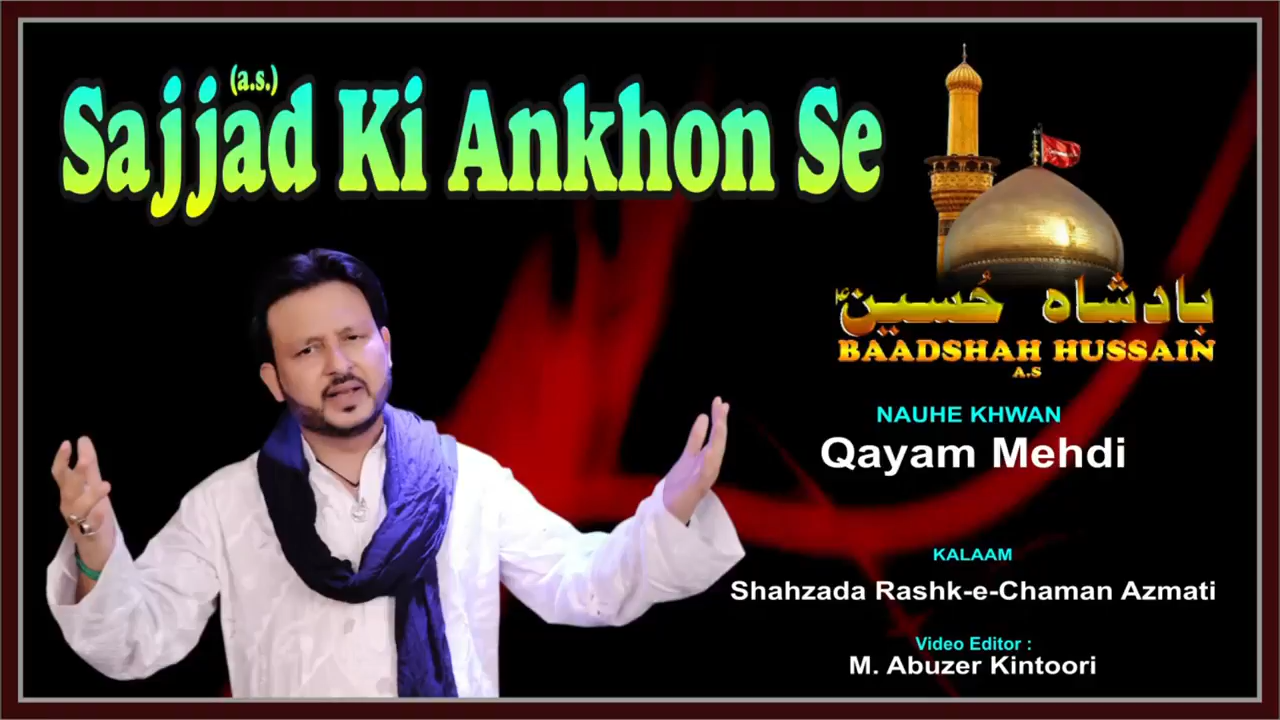 (a.s.)
Sajjad Ki Ankhon Se
بادشاہ حُسین ؑ
BAADSHAH HUSSAIN
A.S
NAUHE KHWAN
Qayam Mehdi
KALAAM
Shahzada Rashk-e-Chaman Azmati
Video Editor :
M. Abuzer Kintoori